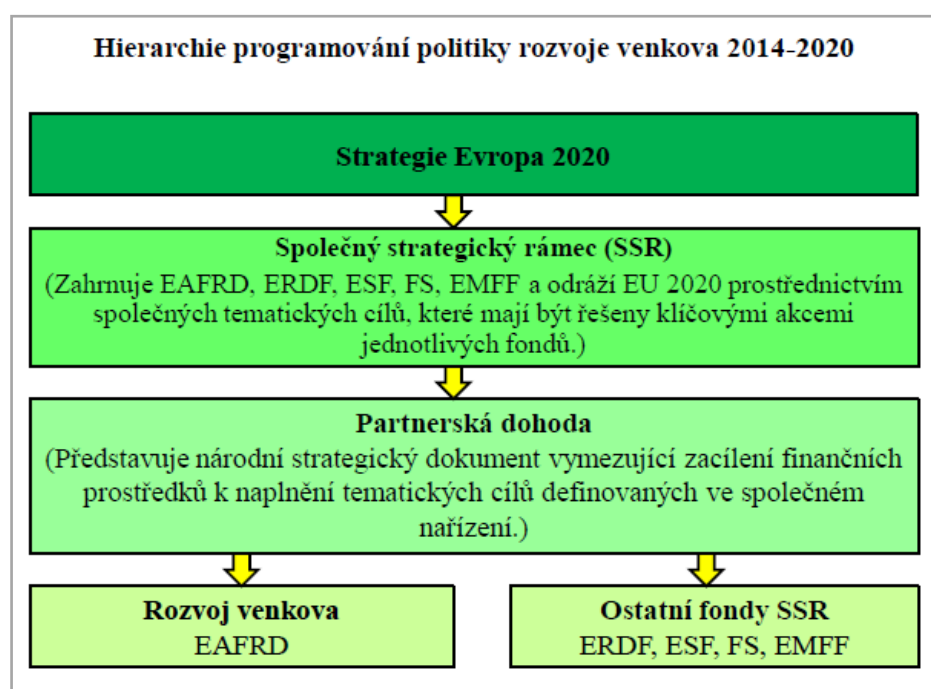 Hierarchie programování politiky rozvoje venkova 2014-2020
Strategie Evropa 2020
Společný strategický rámec (SSR)
(Zahrnuje EAFRD, ERDF, ESF, FS, EMFF a odráží EU 2020 prostřednictvím
společných tematických cílů, které mají být řešeny klíčovými akcemi
jednotlivých fondů.)
Partnerská dohoda
(Představuje národní strategický dokument vymezující zacílení finančních
prostředků k naplnění tematických cílů definovaných ve společném
nařízení.)
Rozvoj venkova
EAFRD
Ostatní fondy SSR
ERDF, ESF, FS, EMFF